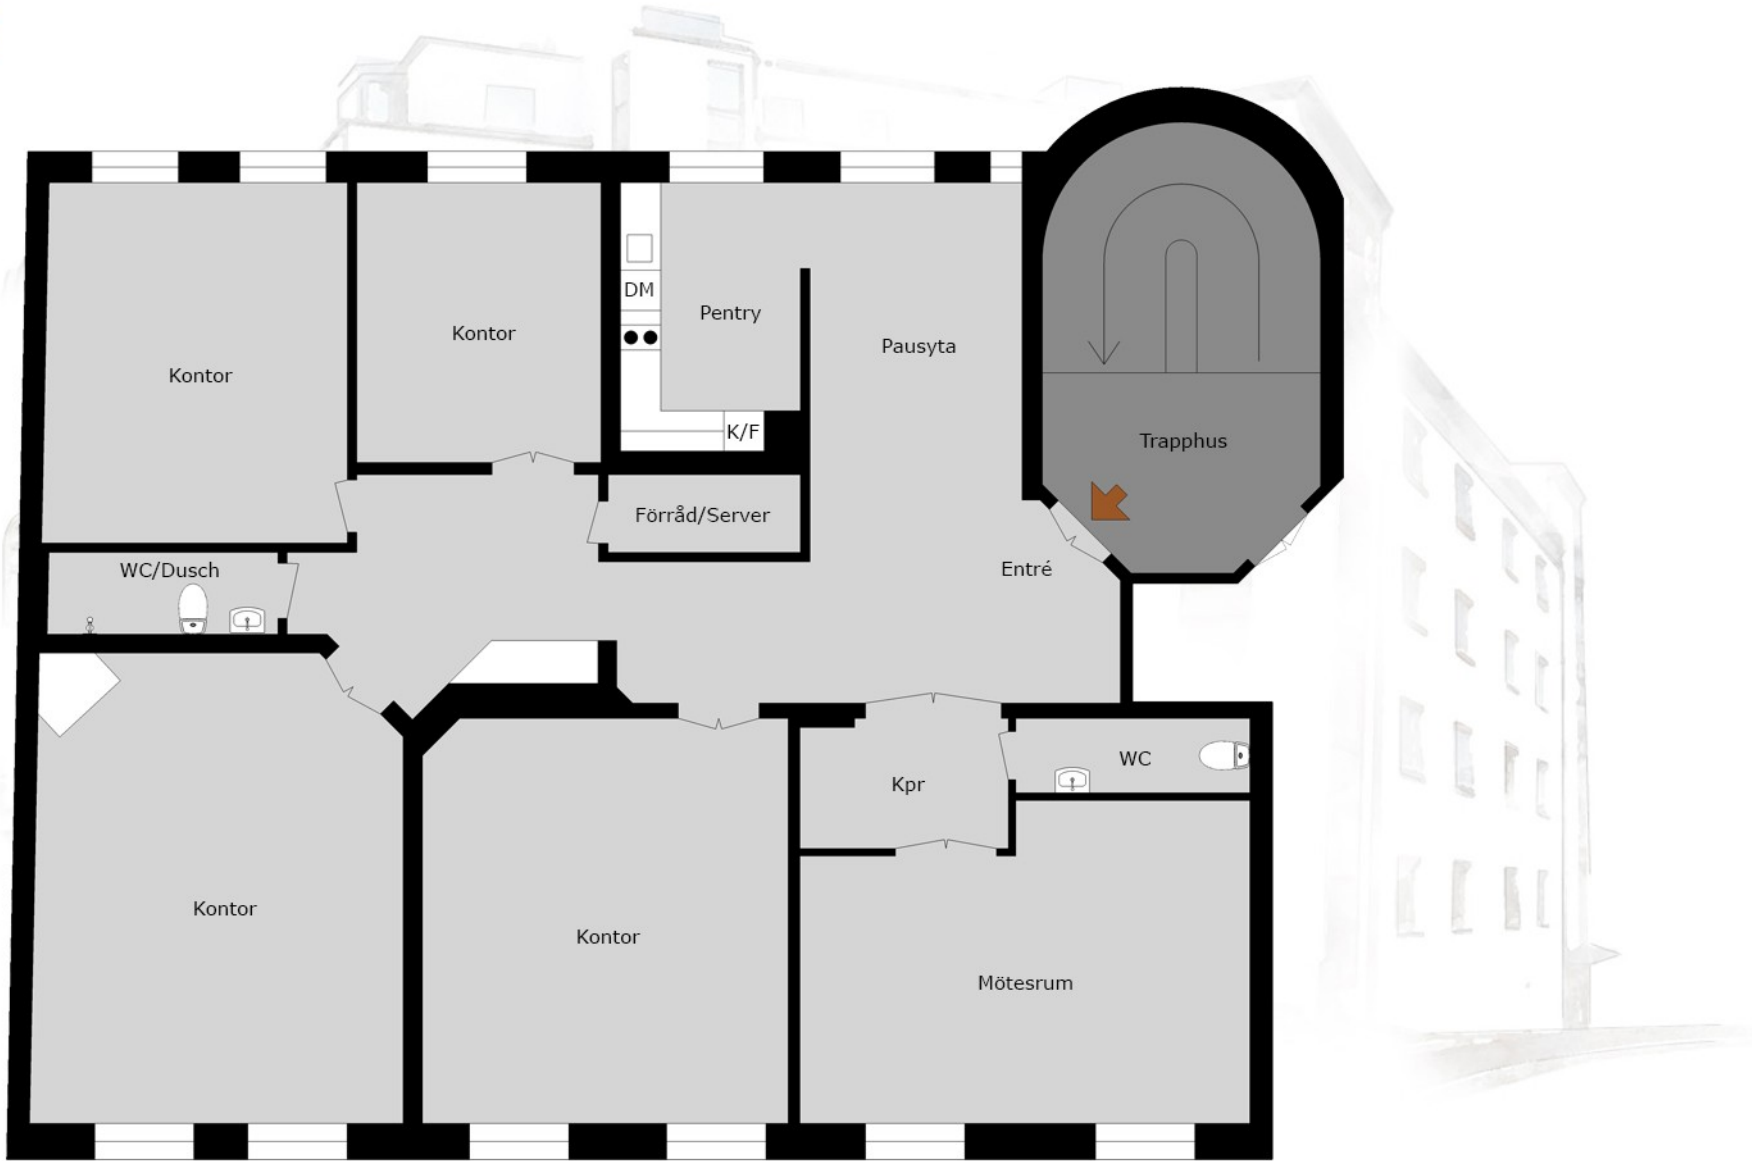 DM
Pentry
Kontor
Pausyta
Kontor
K/F
Trapphus
Förråd/Server
WC/Dusch
Entré
WC
Kpr
Kontor
Kontor
Mötesrum